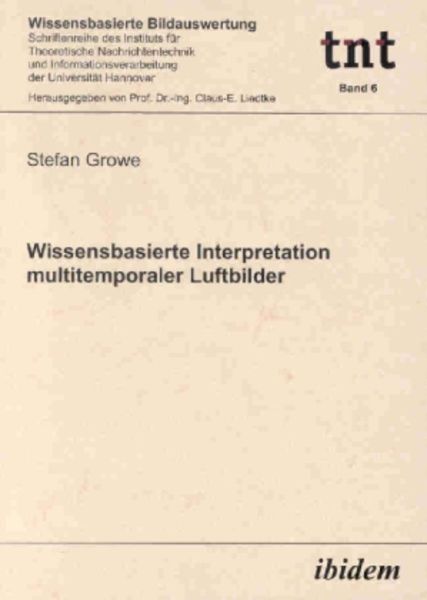 Wissensbasierte Bildauswertung
Schriftenreihe des Instituts für
Theoretische Nachrichtentechnik
und Informationsverarbeitung
der Universität Hannover
Herausgegeben von Prof. Dr.-Ing. Claus-E. Liedtke
tnt
Band 6
Stefan Growe
Wissensbasierte Interpretation
multitemporaler Luftbilder
ibidem